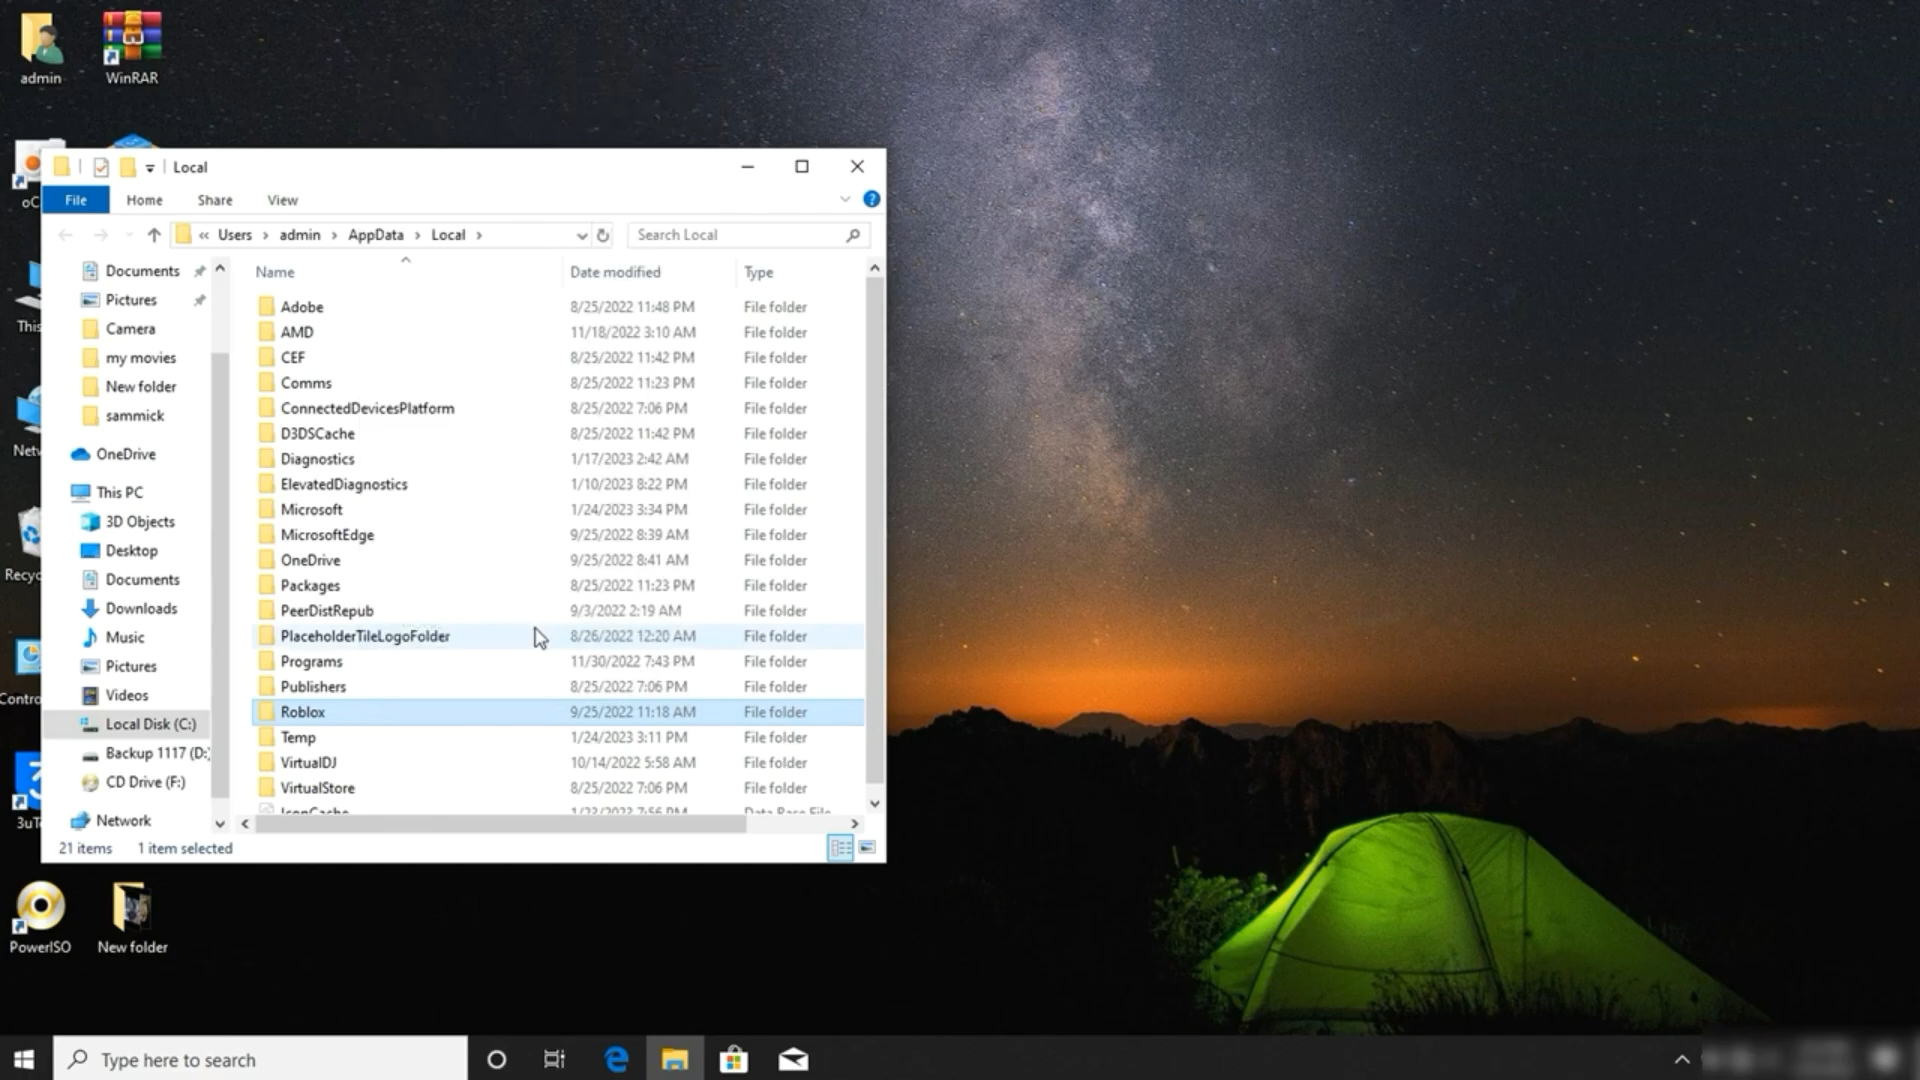 admin
WinRAR
Local
File
Home
Share
View
« Users > admin > AppData > Local >
Search Local
Documents
Pictures
Camera
my movies
New folder
sammick
OneDrive
This PC
3D Objects
Desktop
Documents
Downloads
Music
Pictures
Videos
Local Disk (C:)
Backup 1117 (D:)
CD Drive (F:)
Network
Name Date modified Type
Adobe 8/25/2022 11:48 PM File folder
AMD 11/18/2022 3:10 AM File folder
CEF 8/25/2022 11:42 PM File folder
Comms 8/25/2022 11:23 PM File folder
ConnectedDevicesPlatform 8/25/2022 7:06 PM File folder
D3DSCache 8/25/2022 11:42 PM File folder
Diagnostics 1/17/2023 2:42 AM File folder
ElevatedDiagnostics 1/10/2023 8:22 PM File folder
Microsoft 1/24/2023 3:34 PM File folder
MicrosoftEdge 9/25/2022 8:39 AM File folder
OneDrive 9/25/2022 8:41 AM File folder
Packages 8/25/2022 11:23 PM File folder
PeerDistRepub 9/3/2022 2:19 AM File folder
PlaceholderTileLogoFolder 8/26/2022 12:20 AM File folder
Programs 11/30/2022 7:43 PM File folder
Publishers 8/25/2022 7:06 PM File folder
Roblox 9/25/2022 11:18 AM File folder
Temp 1/24/2023 3:11 PM File folder
VirtualDJ 10/14/2022 5:58 AM File folder
VirtualStore 8/25/2022 7:06 PM File folder
IconCache 1/23/2023 7:56 PM Data Base File
21 items
1 item selected
oC
This
Netw
Recyc
Contro
3uT
PowerISO
New folder
Type here to search